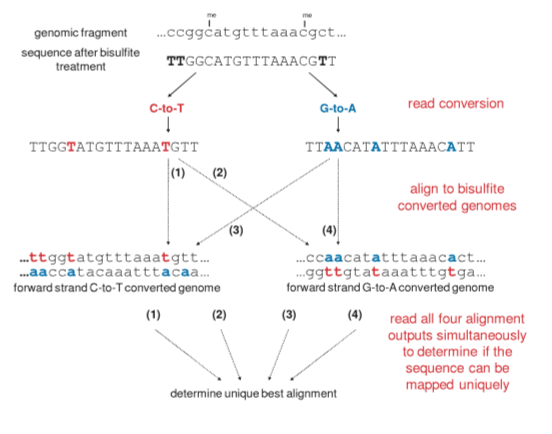 me me
genomic fragment ...ccggcatgtttaaacgct...
sequence after bisulfite
treatment
TTGGCATGTTTAAACGTT
C-to-T G-to-A read conversion
TTGGTATGTTTAAATGTT TTAACATATTTAAACATT
(1) (2)
align to bisulfite
converted genomes
(3) (4)
...ttggtatgtttaaatgtt... ...ccaacatatttaaacact...
...aaccatacaaatttacaa... ...ggttgtataaatttgtga...
forward strand C-to-T converted genome forward strand G-to-A converted genome
(1) (2) (3) (4)
read all four alignment
outputs simultaneously
to determine if the
sequence can be
mapped uniquely
determine unique best alignment